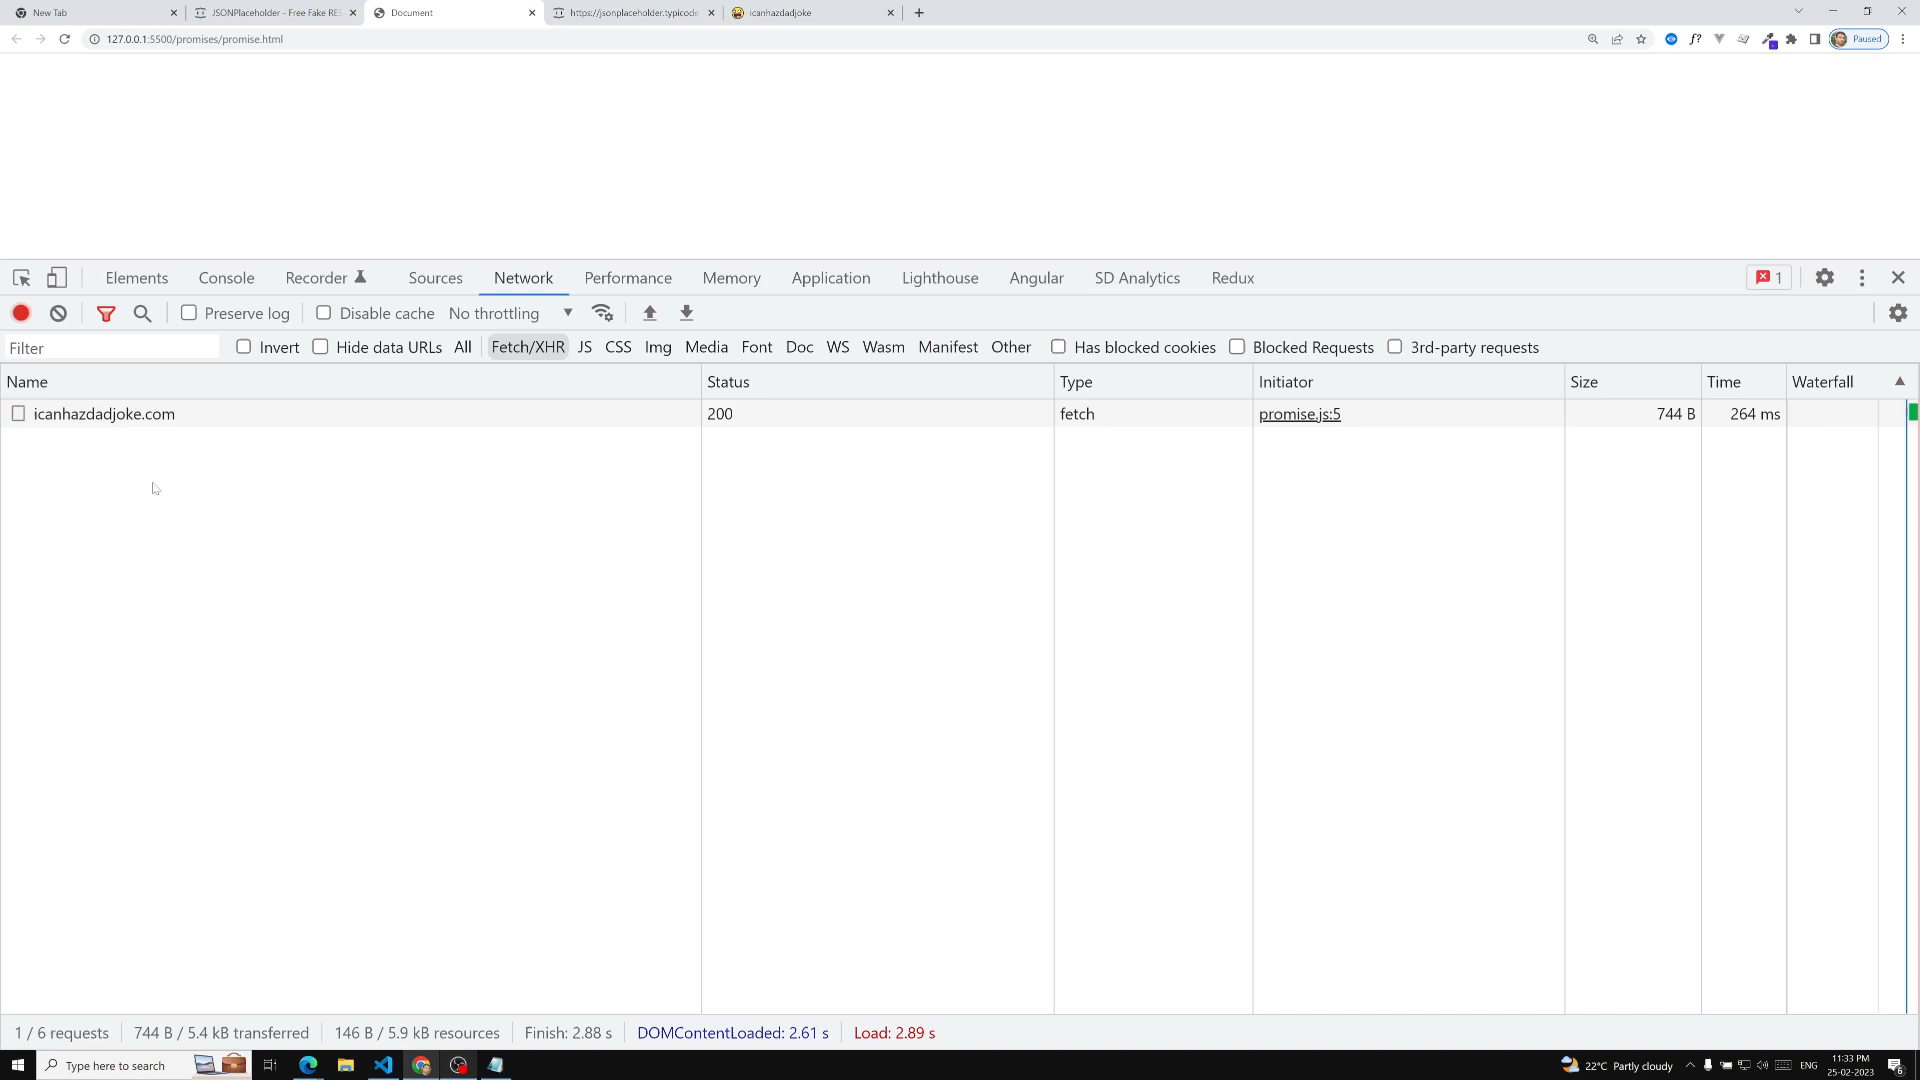 New Tab
JSONPlaceholder - Free Fake RES
Document
https://jsonplaceholder.typicode
icanhazdadjoke
127.0.0.1:5500/promises/promise.html
f?
Paused
Elements
Console
Recorder
Sources
Network
Performance
Memory
Application
Lighthouse
Angular
SD Analytics
Redux
1
Preserve log
Disable cache
No throttling
Filter
Invert
Hide data URLs
All
Fetch/XHR
JS
CSS
Img
Media
Font
Doc
WS
Wasm
Manifest
Other
Has blocked cookies
Blocked Requests
3rd-party requests
Name
Status
Type
Initiator
Size
Time
Waterfall
icanhazdadjoke.com
200
fetch
promise.js:5
744 B
264 ms
1 / 6 requests
744 B / 5.4 kB transferred
146 B / 5.9 kB resources
Finish: 2.88 s
DOMContentLoaded: 2.61 s
Load: 2.89 s
Type here to search
22°C Partly cloudy
ENG
11:33 PM
25-02-2023
6